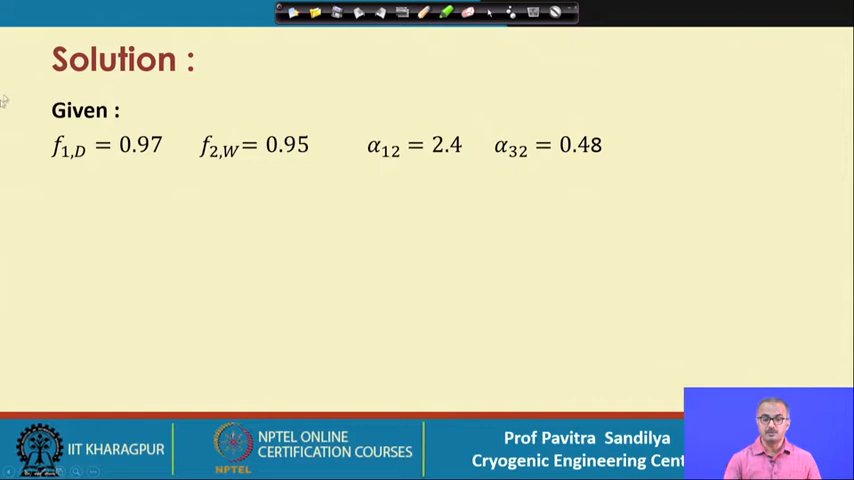 Solution :
Given :
f₁,D = 0.97 f₂,W = 0.95 α₁₂ = 2.4 α₃₂ = 0.48
IIT KHARAGPUR
NPTEL
NPTEL ONLINE
CERTIFICATION COURSES
Prof Pavitra Sandilya
Cryogenic Engineering Cent